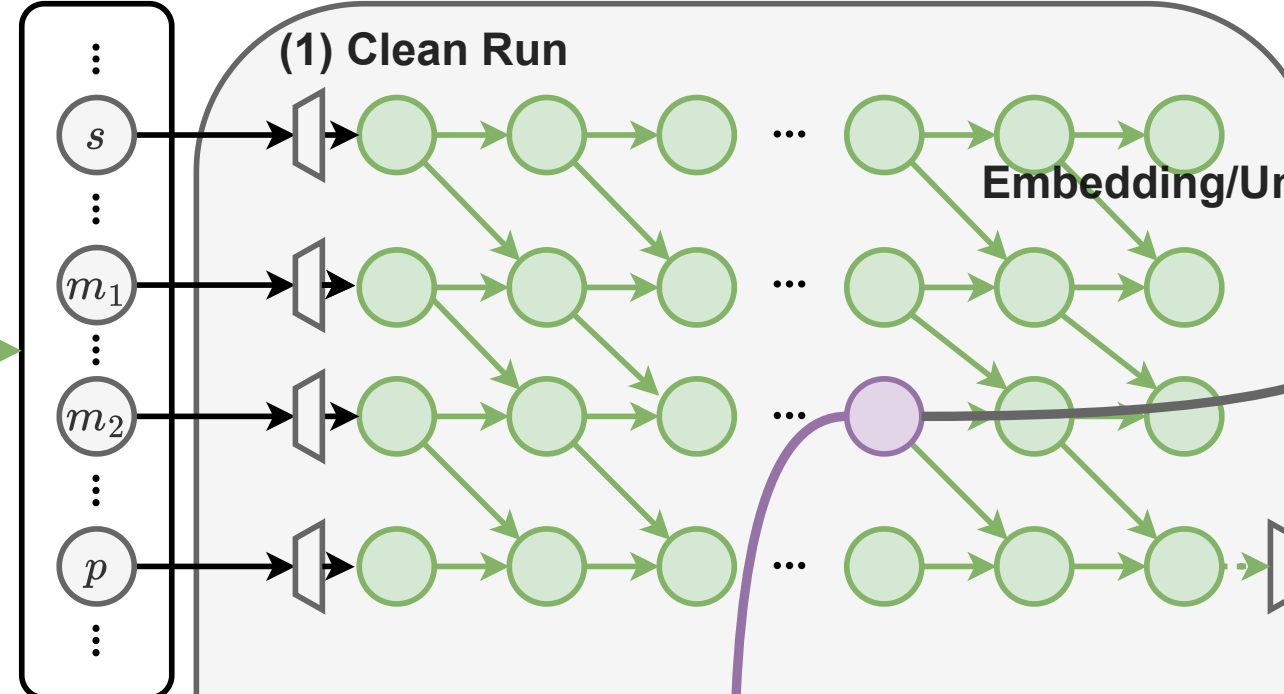 (1) Clean Run
s
Embedding/Un
m₁
m₂
p